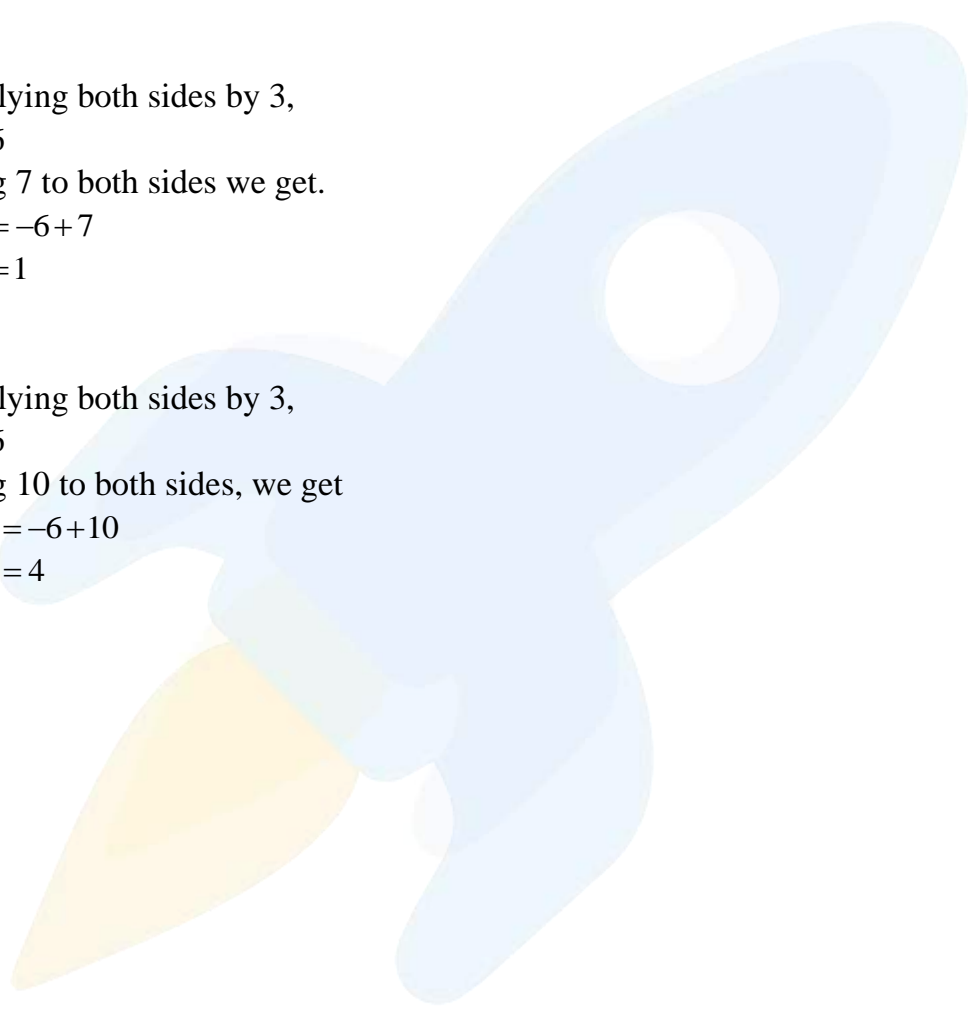 lying both sides by 3,
6
g 7 to both sides we get.
= −6 + 7
= 1
lying both sides by 3,
6
g 10 to both sides, we get
= −6 + 10
= 4